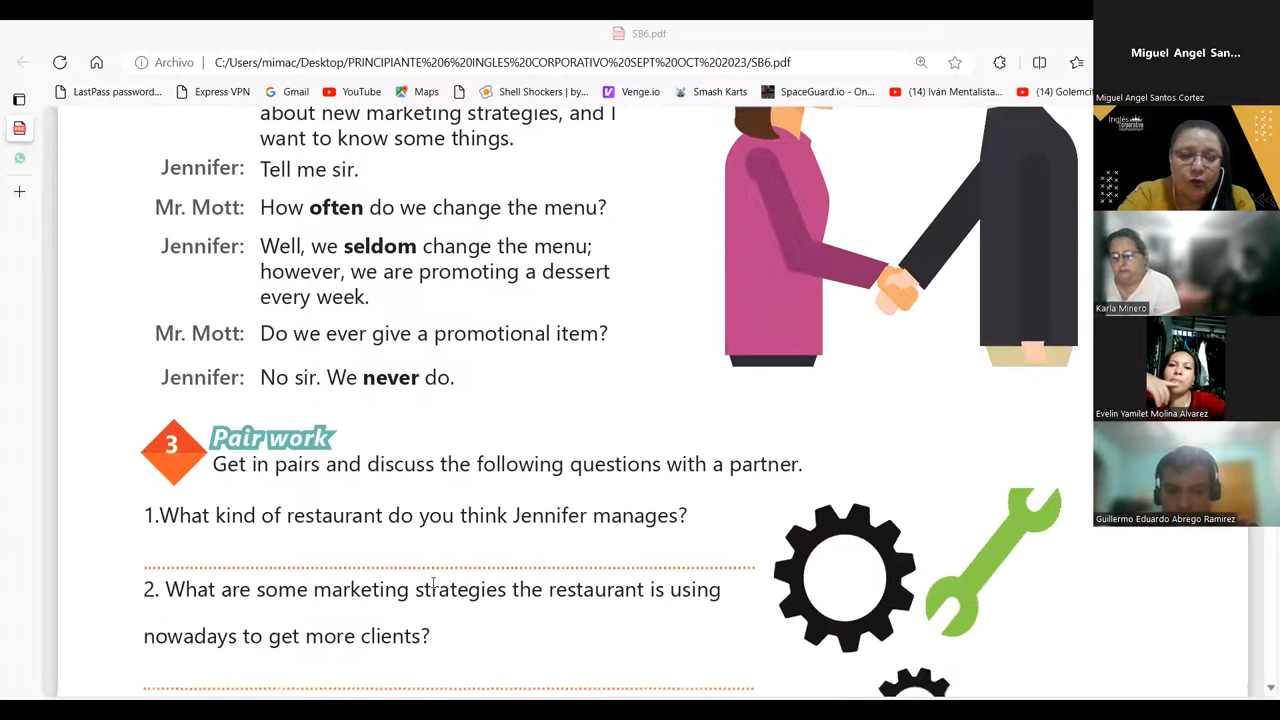 SB6.pdf
Archivo
C:/Users/mimac/Desktop/PRINCIPIANTE%206%20INGLES%20CORPORATIVO%20SEPT%20OCT%202023/SB6.pdf
LastPass password...
Express VPN
Gmail
YouTube
Maps
Shell Shockers | by...
Venge.io
Smash Karts
SpaceGuard.io - On...
(14) Iván Mentalista...
(14) Golemcit
about new marketing strategies, and I
want to know some things.
Jennifer: Tell me sir.
Mr. Mott: How often do we change the menu?
Jennifer: Well, we seldom change the menu;
however, we are promoting a dessert
every week.
Mr. Mott: Do we ever give a promotional item?
Jennifer: No sir. We never do.
3
Pair work
Get in pairs and discuss the following questions with a partner.
1.What kind of restaurant do you think Jennifer manages?
2. What are some marketing strategies the restaurant is using
nowadays to get more clients?
Miguel Angel San...
Miguel Angel Santos Cortez
Inglés
Corporativo
Karla Minero
Evelin Yamilet Molina Alvarez
Guillermo Eduardo Abrego Ramirez